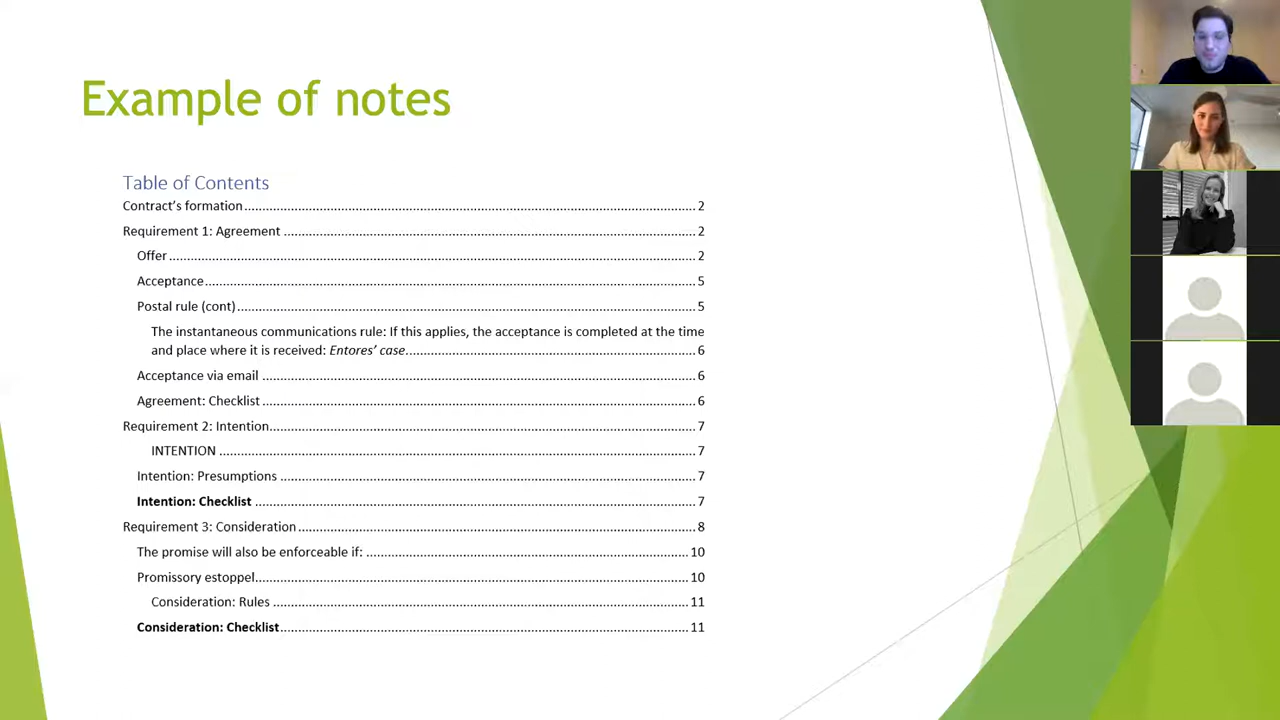 Example of notes
Table of Contents
Contract's formation 2
Requirement 1: Agreement 2
Offer 2
Acceptance 5
Postal rule (cont) 5
The instantaneous communications rule: If this applies, the acceptance is completed at the time
and place where it is received: Entores' case 6
Acceptance via email 6
Agreement: Checklist 6
Requirement 2: Intention 7
INTENTION 7
Intention: Presumptions 7
Intention: Checklist 7
Requirement 3: Consideration 8
The promise will also be enforceable if: 10
Promissory estoppel 10
Consideration: Rules 11
Consideration: Checklist 11